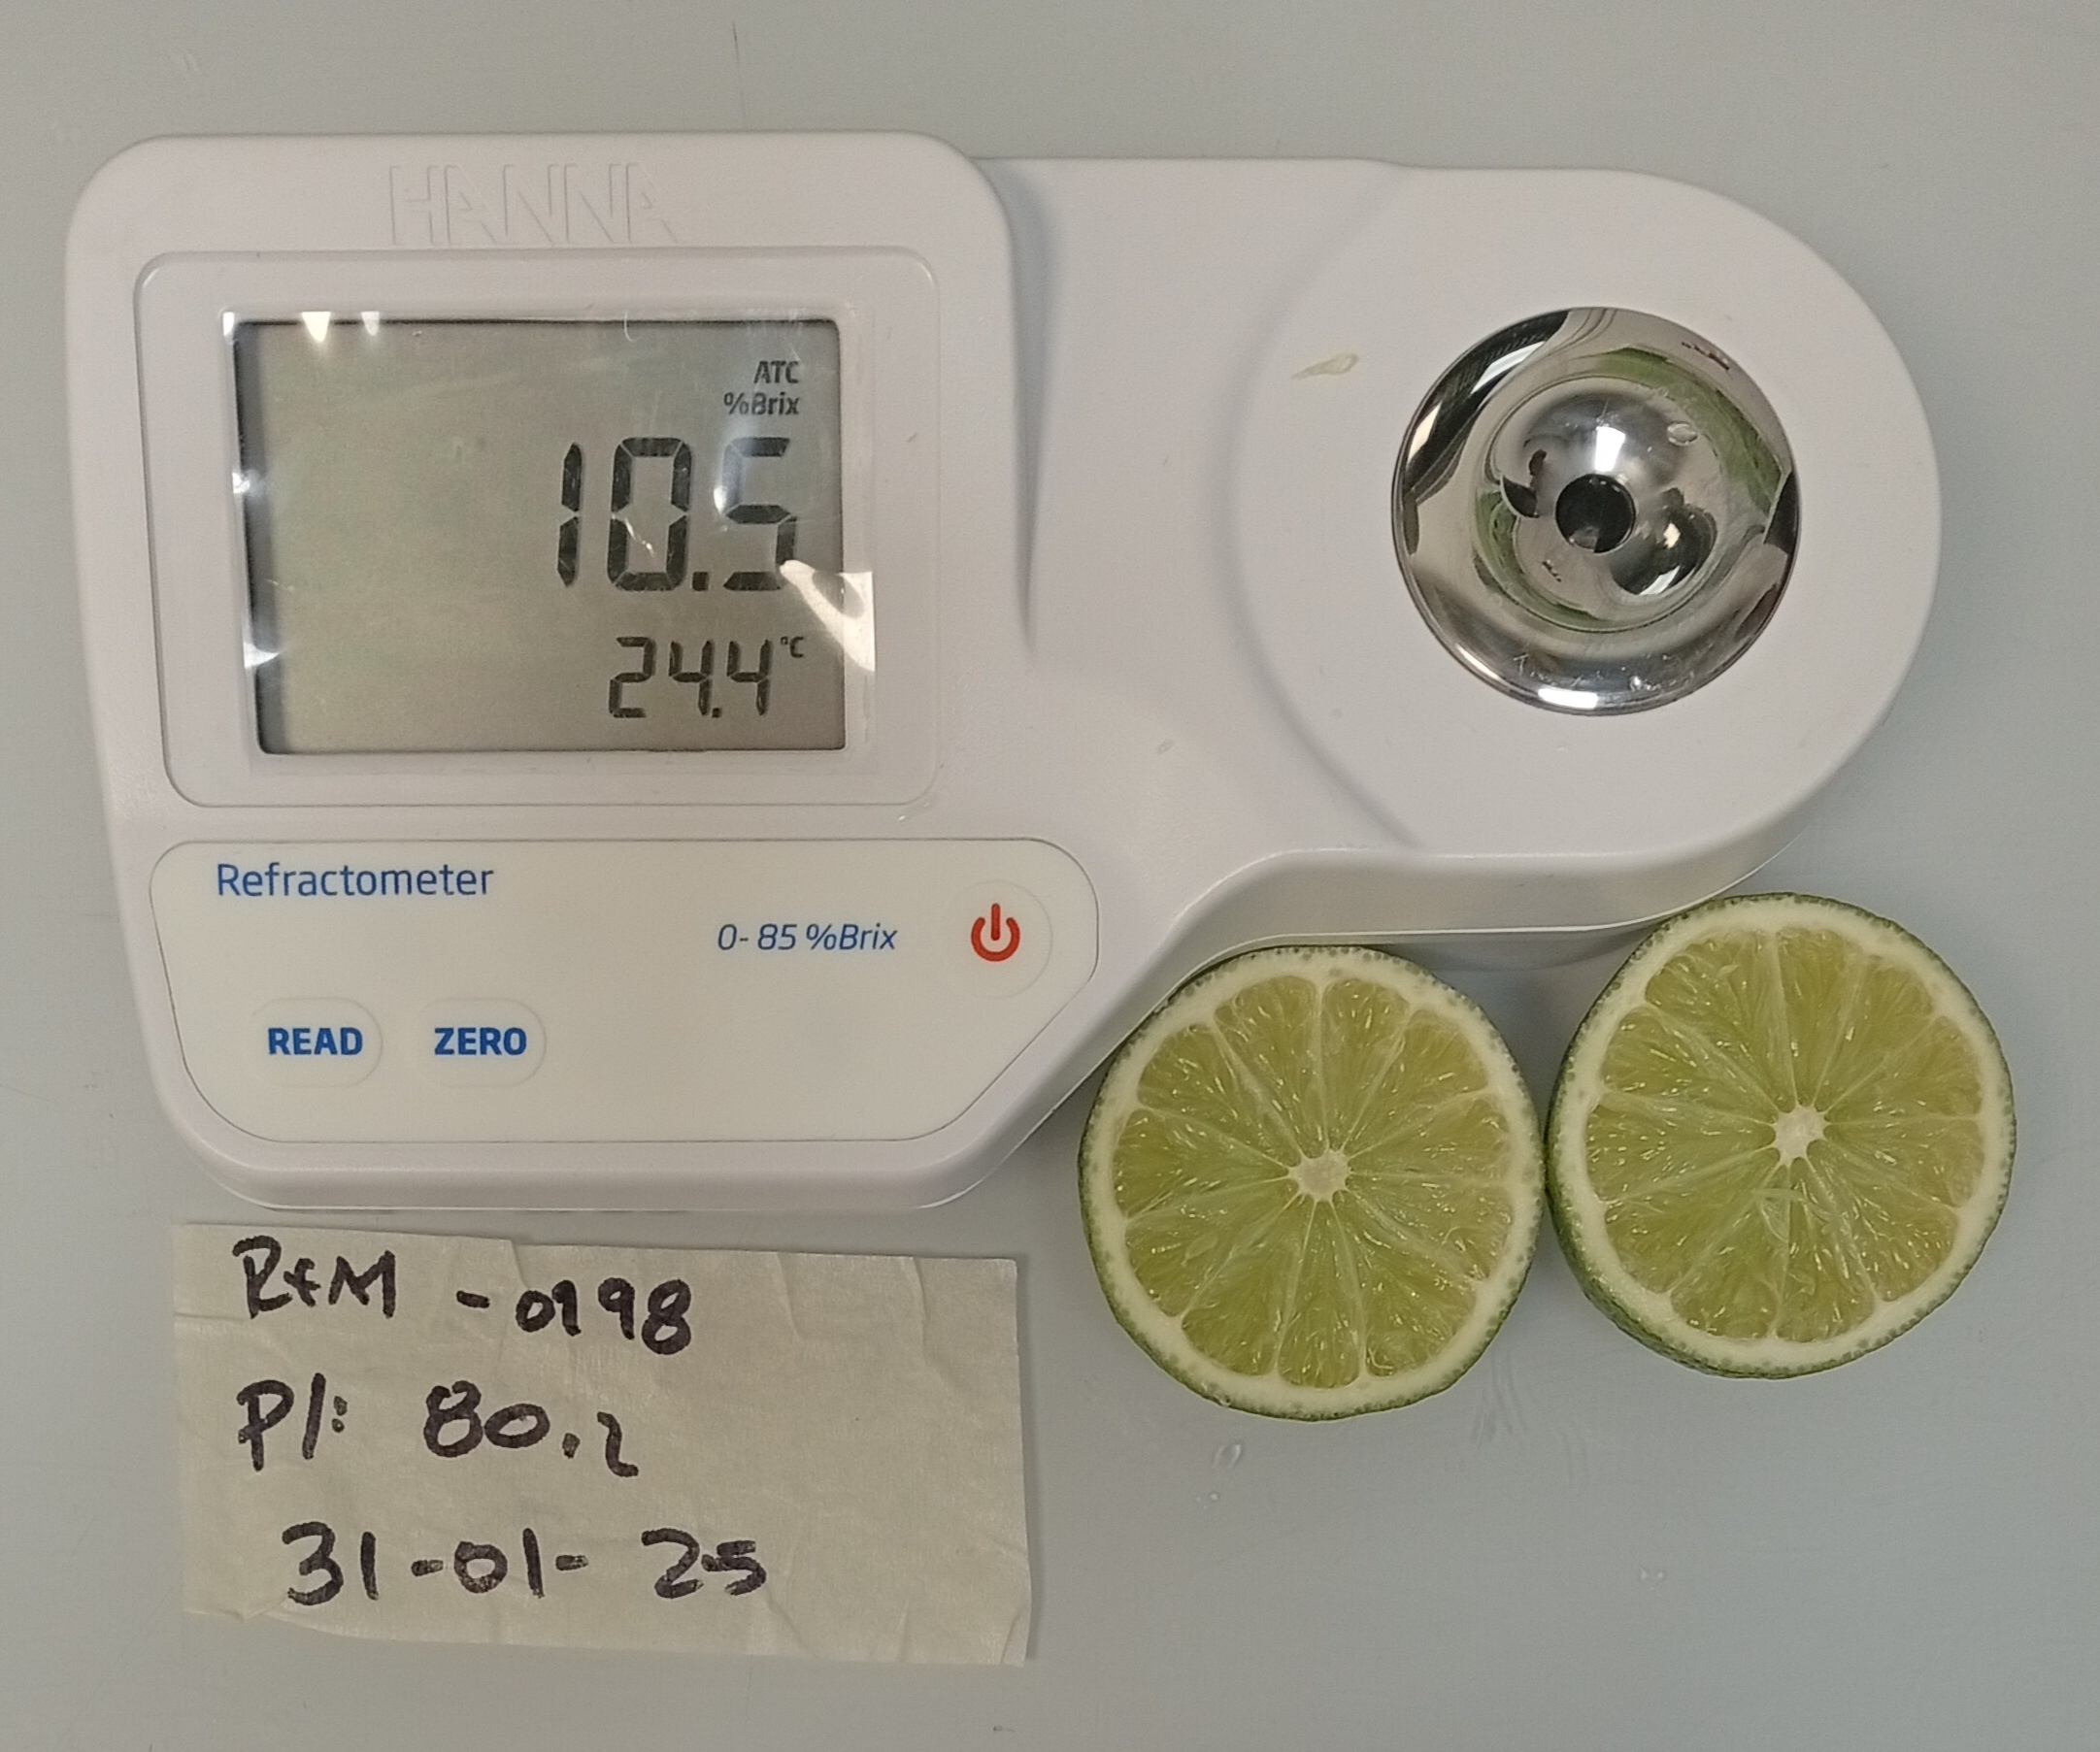 HANNA
ATC
%Brix
10.5
24.4°C
Refractometer
0-85 %Brix
READ ZERO
RfM -0198
P/: 80.2
31-01-25